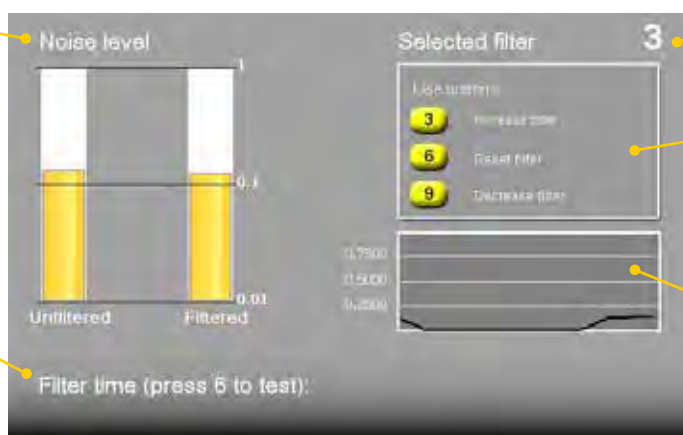 Noise level
1
0.1
0.01
Unfiltered
Filtered
Selected filter
3
Use buttons
3 Increase filter
6 Reset filter
9 Decrease filter
0.7500
0.5000
0.2500
Filter time (press 6 to test):